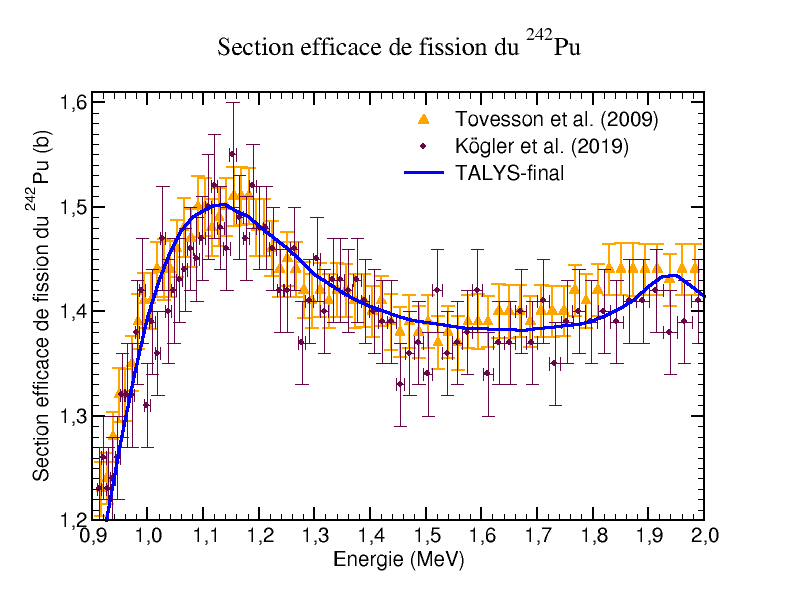 Section efficace de fission du ²⁴²Pu
Tovesson et al. (2009)
Kögler et al. (2019)
TALYS-final
Section efficace de fission du ²⁴²Pu (b)
1,6
1,5
1,4
1,3
1,2
0,9 1,0 1,1 1,2 1,3 1,4 1,5 1,6 1,7 1,8 1,9 2,0
Energie (MeV)